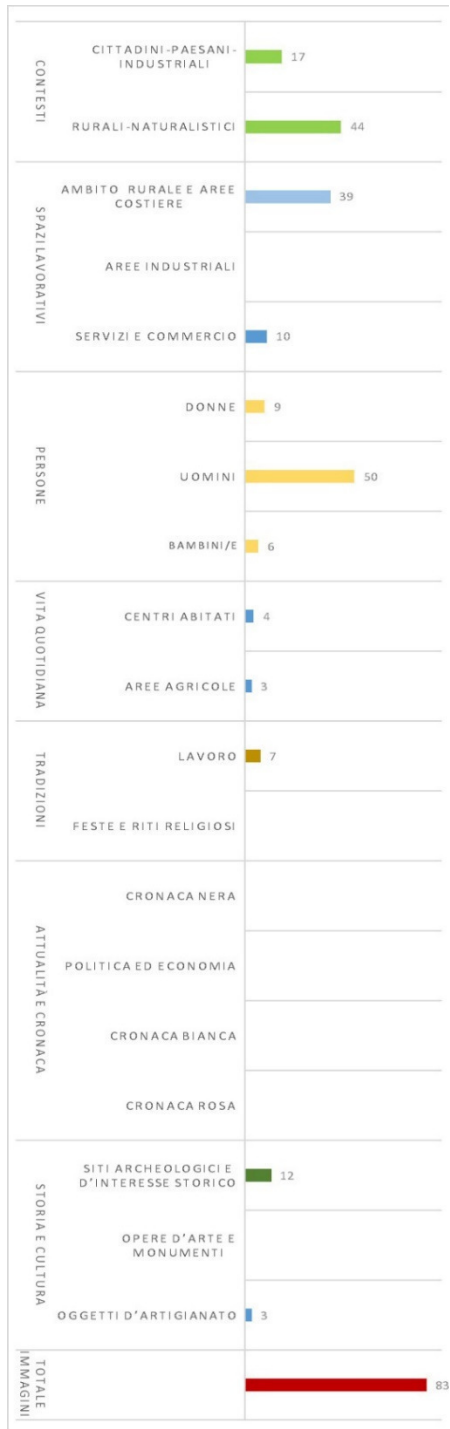 CONTESTI
CITTADINI-PAESANI-
INDUSTRIALI
17
RURALI-NATURALISTICI
44
SPAZI LAVORATIVI
AMBITO RURALE E AREE
COSTIERE
39
AREE INDUSTRIALI
SERVIZI E COMMERCIO
10
PERSONE
DONNE
9
UOMINI
50
BAMBINI/E
6
VITA QUOTIDIANA
CENTRI ABITATI
4
AREE AGRICOLE
3
TRADIZIONI
LAVORO
7
FESTE E RITI RELIGIOSI
ATTUALITÀ E CRONACA
CRONACA NERA
POLITICA ED ECONOMIA
CRONACA BIANCA
CRONACA ROSA
STORIA E CULTURA
SITI ARCHEOLOGICI E
D'INTERESSE STORICO
12
OPERE D'ARTE E
MONUMENTI
OGGETTI D'ARTIGIANATO
3
TOTALE
IMMAGINI
83